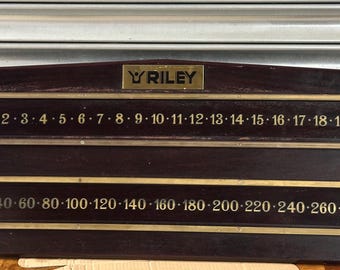 RILEY
2 · 3 · 4 · 5 · 6 · 7 · 8 · 9 · 10 · 11 · 12 · 13 · 14 · 15 · 16 · 17 · 18 ·
60 · 80 · 100 · 120 · 140 · 160 · 180 · 200 · 220 · 240 · 260 ·